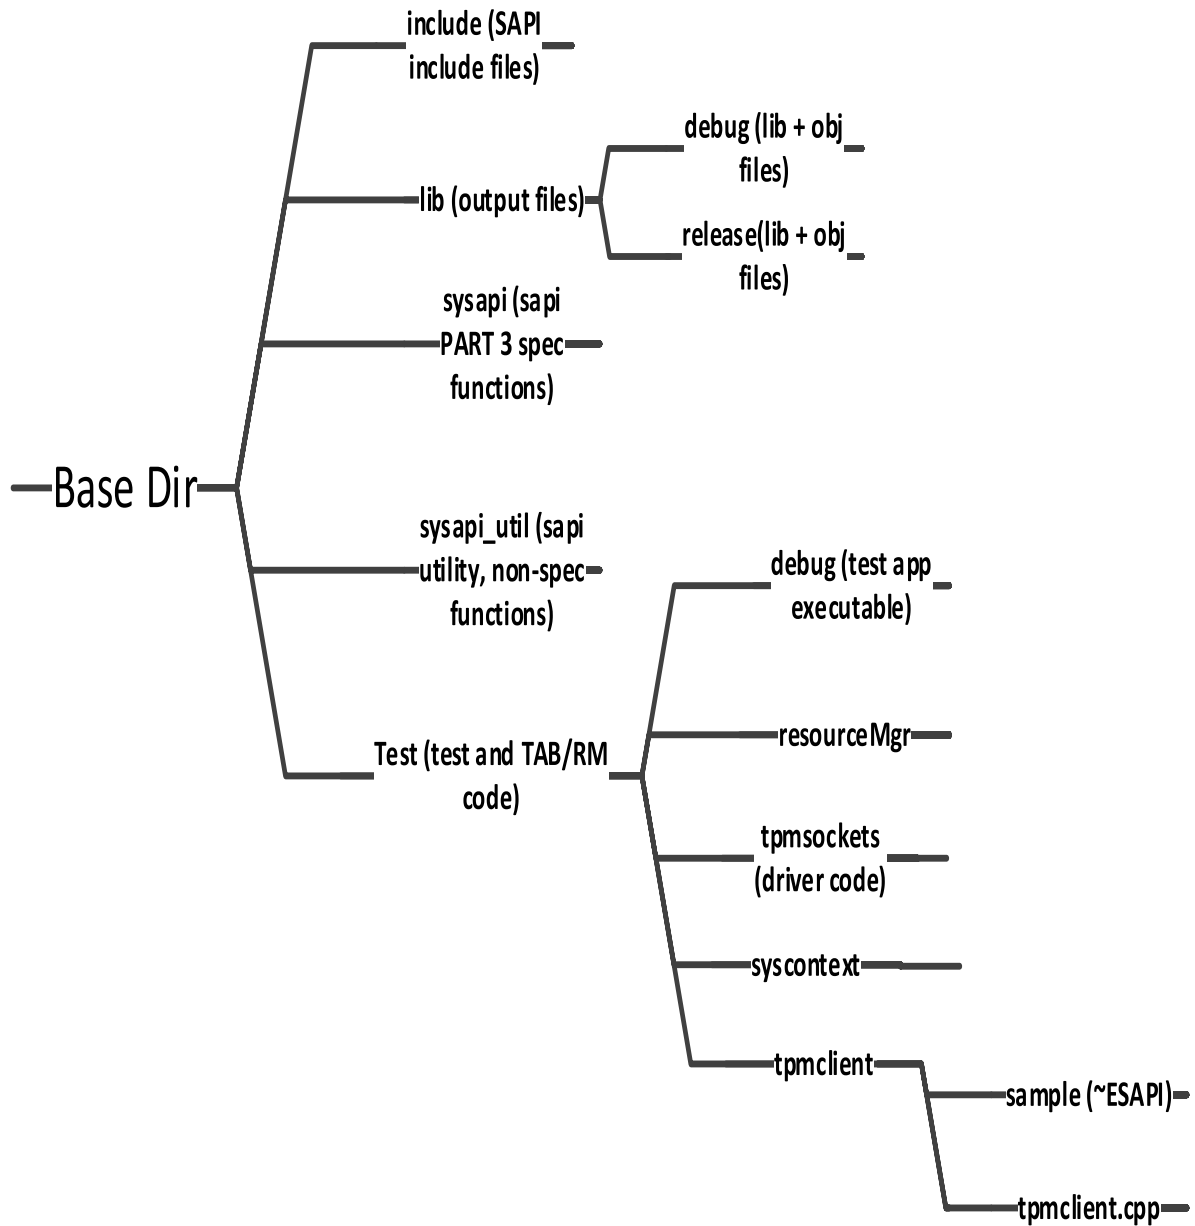 include (SAPI
include files)
debug (lib + obj
files)
lib (output files)
release(lib + obj
files)
sysapi (sapi
PART 3 spec
functions)
Base Dir
sysapi_util (sapi
utility, non-spec
functions)
debug (test app
executable)
resourceMgr
Test (test and TAB/RM
code)
tpmsockets
(driver code)
syscontext
tpmclient
sample (~ESAPI)
tpmclient.cpp